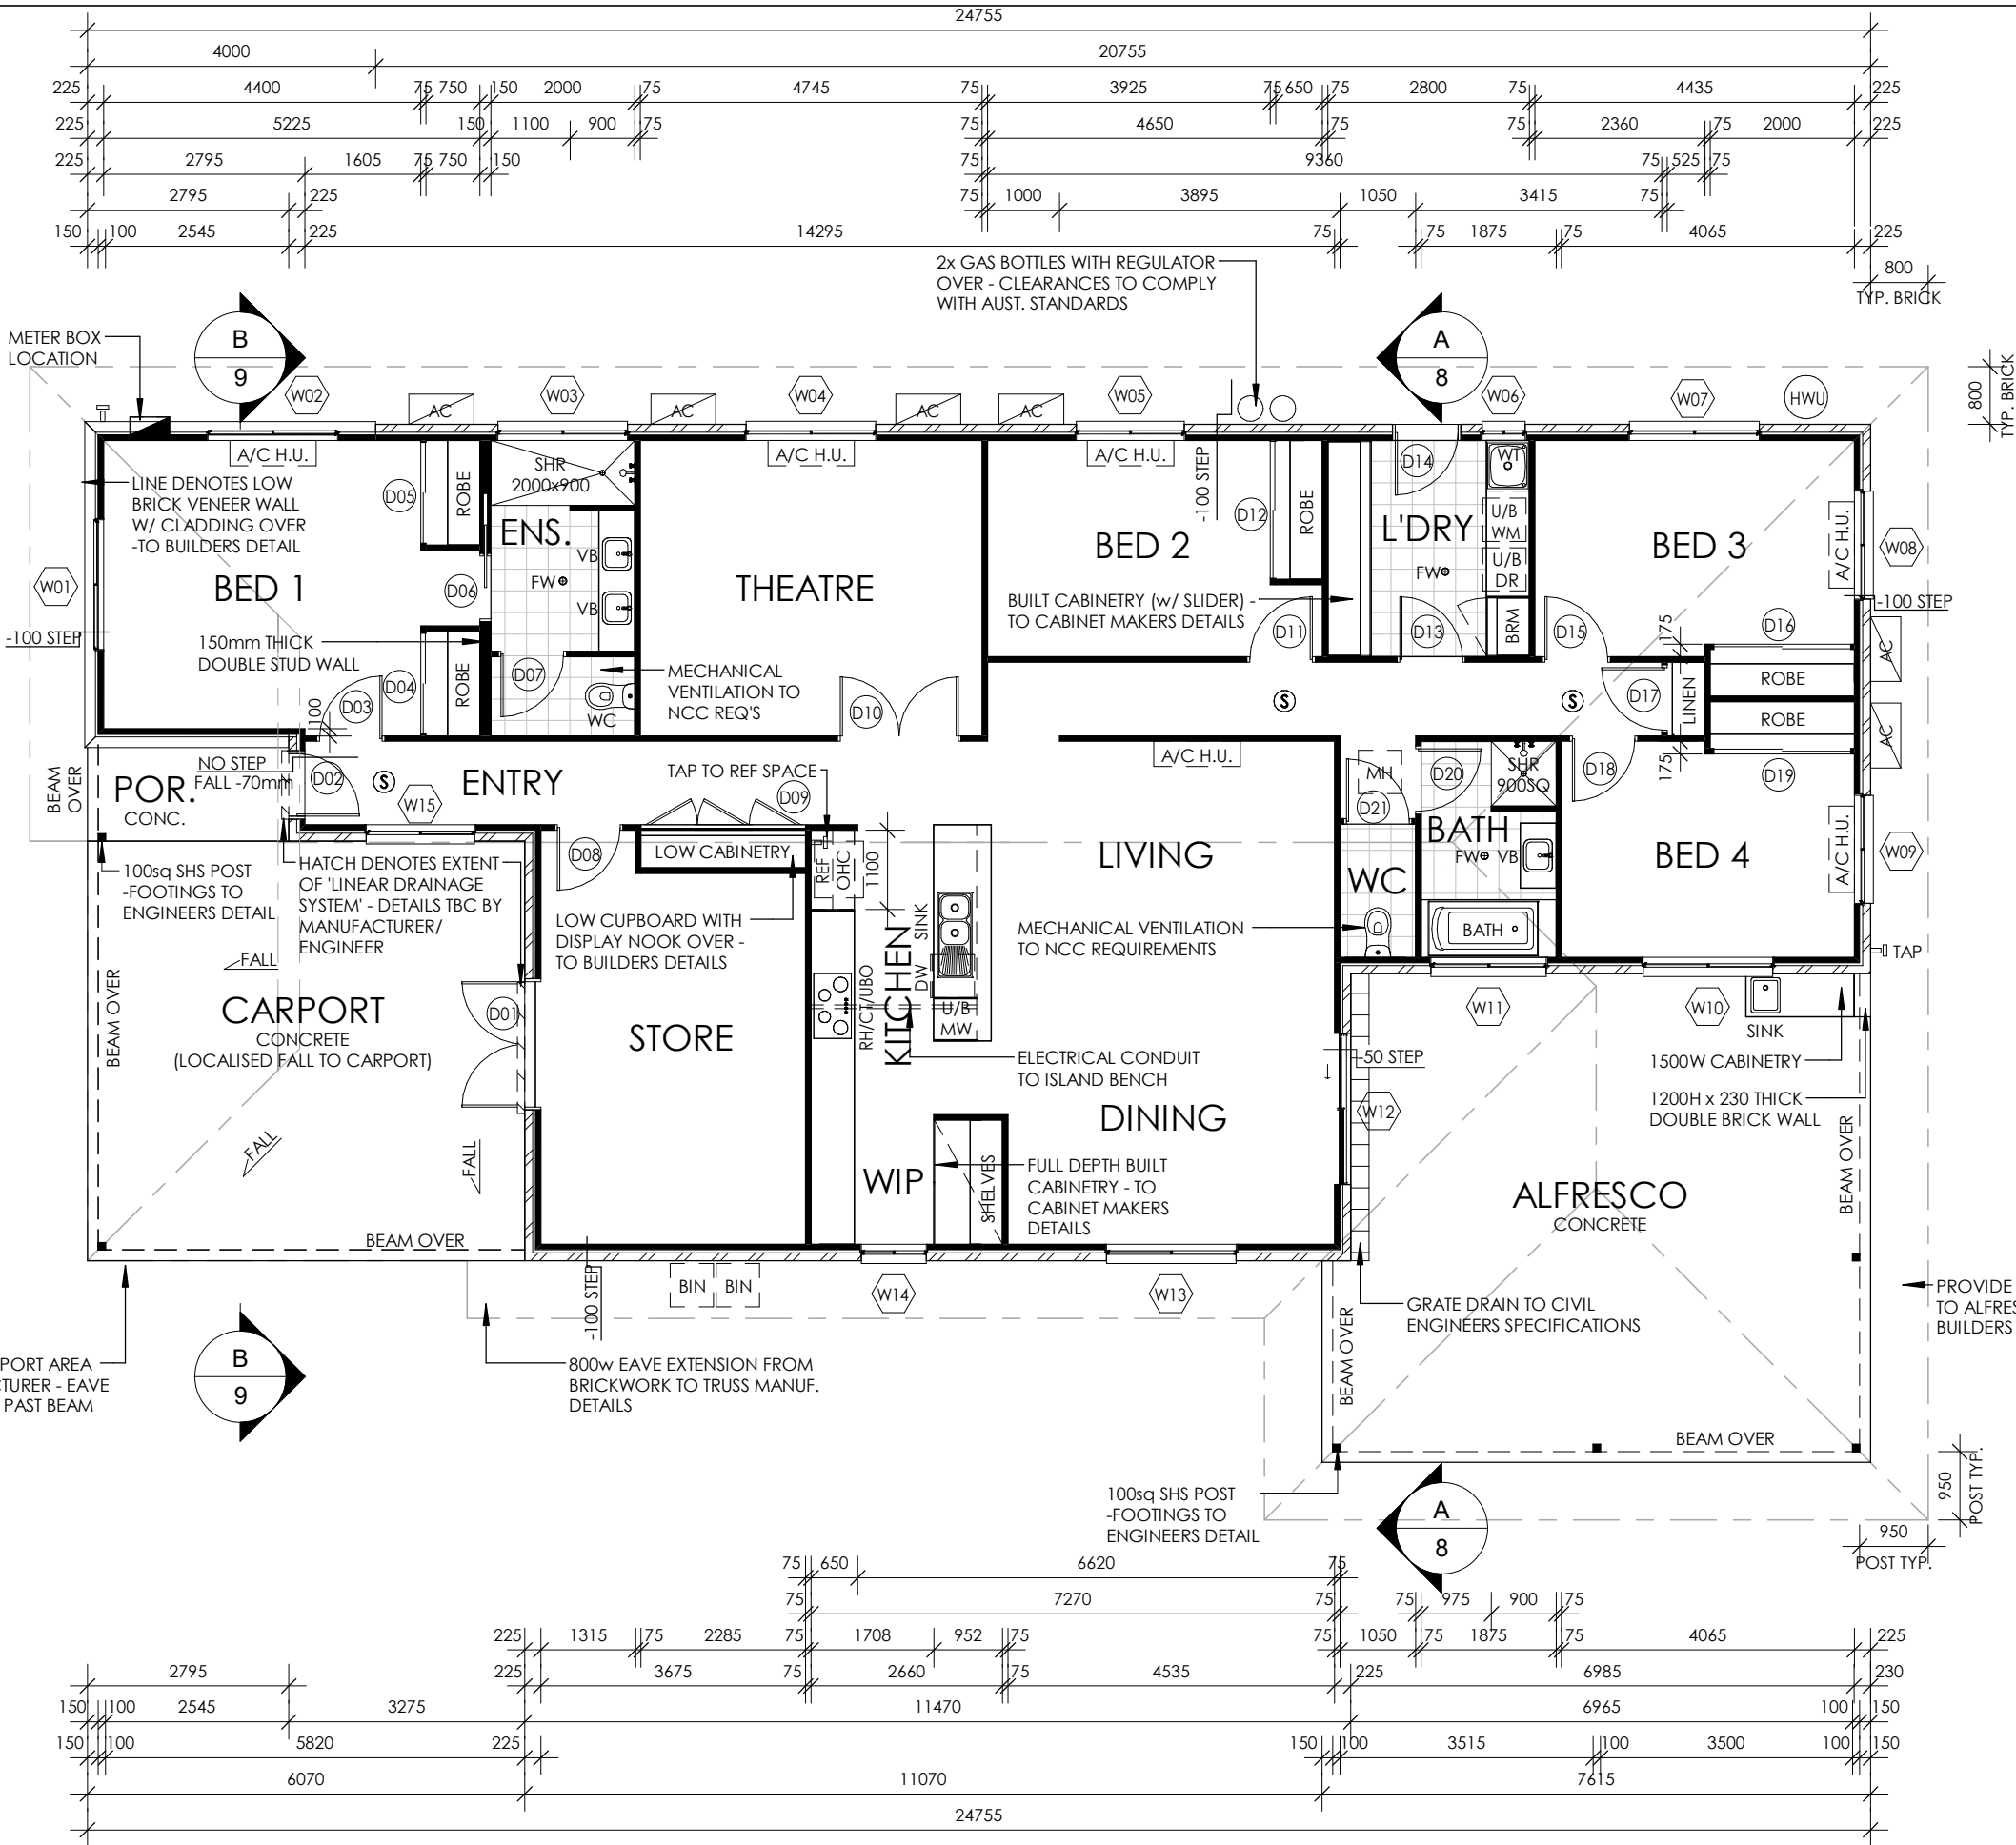 24755
4000 20755
225 4400 75 750 150 2000 75 4745 75 3925 75 650 75 2800 75 4435 225
225 5225 150 1100 900 75 75 4650 75 75 2360 75 2000 225
225 2795 1605 75 750 150 75 9360 75 525 75
2795 225 75 1000 3895 1050 3415 75
150 100 2545 225 14295 75 75 1875 75 4065 225
2x GAS BOTTLES WITH REGULATOR
OVER - CLEARANCES TO COMPLY
WITH AUST. STANDARDS
800
TYP. BRICK
METER BOX
LOCATION
B
9
A
8
800
TYP. BRICK
W02
AC
W03
AC
W04
AC
AC
W05
W06
W07
HWU
A/C H.U.
A/C H.U.
A/C H.U.
LINE DENOTES LOW
BRICK VENEER WALL
W/ CLADDING OVER
-TO BUILDERS DETAIL
D05
ROBE
SHR
2000x900
-100 STEP
D12
ROBE
D14
WT
U/B
WM
U/B
DR
A/C H.U.
W08
ENS.
VB
FW
VB
L'DRY
FW
BED 2
BED 3
W01
BED 1
D06
THEATRE
-100 STEP
150mm THICK
DOUBLE STUD WALL
BUILT CABINETRY (w/ SLIDER) -
TO CABINET MAKERS DETAILS
-100 STEP
D11
D13
BRM
D15
175
D16
AC
D04
ROBE
D07
WC
MECHANICAL
VENTILATION TO
NCC REQ'S
ROBE
D03
100
D10
S
S
D17
LINEN
ROBE
AC
BEAM
OVER
NO STEP
FALL -70mm
D02
POR.
CONC.
S
ENTRY
W15
TAP TO REF SPACE
D09
A/C H.U.
MH
D21
D20
SHR
900SQ
D18
175
D19
D08
LOW CABINETRY
REF
OHC
1100
LIVING
BATH
FW VB
BED 4
A/C H.U.
W09
100sq SHS POST
-FOOTINGS TO
ENGINEERS DETAIL
HATCH DENOTES EXTENT
OF 'LINEAR DRAINAGE
SYSTEM' - DETAILS TBC BY
MANUFACTURER/
ENGINEER
WC
LOW CUPBOARD WITH
DISPLAY NOOK OVER -
TO BUILDERS DETAILS
SINK
MECHANICAL VENTILATION
TO NCC REQUIREMENTS
BATH
TAP
FALL
BEAM OVER
CARPORT
CONCRETE
(LOCALISED FALL TO CARPORT)
D01
STORE
RH/CT/UBO
KITCHEN
DW
U/B
MW
W11
W10
SINK
ELECTRICAL CONDUIT
TO ISLAND BENCH
-50 STEP
1500W CABINETRY
DINING
W12
1200H x 230 THICK
DOUBLE BRICK WALL
BEAM OVER
FALL
FALL
WIP
SHELVES
FULL DEPTH BUILT
CABINETRY - TO
CABINET MAKERS
DETAILS
ALFRESCO
CONCRETE
BEAM OVER
-100 STEP
BIN
BIN
W14
W13
BEAM OVER
GRATE DRAIN TO CIVIL
ENGINEERS SPECIFICATIONS
PROVIDE
TO ALFRES
BUILDERS
PORT AREA
CTURER - EAVE
PAST BEAM
B
9
800w EAVE EXTENSION FROM
BRICKWORK TO TRUSS MANUF.
DETAILS
BEAM OVER
100sq SHS POST
-FOOTINGS TO
ENGINEERS DETAIL
A
8
950
POST TYP.
950
POST TYP.
75 650 6620 75
75 7270 75 75 975 900 75
225 1315 75 2285 75 1708 952 75 75 1050 75 1875 75 4065 225
2795 225 3675 75 2660 75 4535 225 6985 230
150 100 2545 3275 11470 6965 100 150
150 100 5820 225 150 100 3515 100 3500 100 150
6070 11070 7615
24755